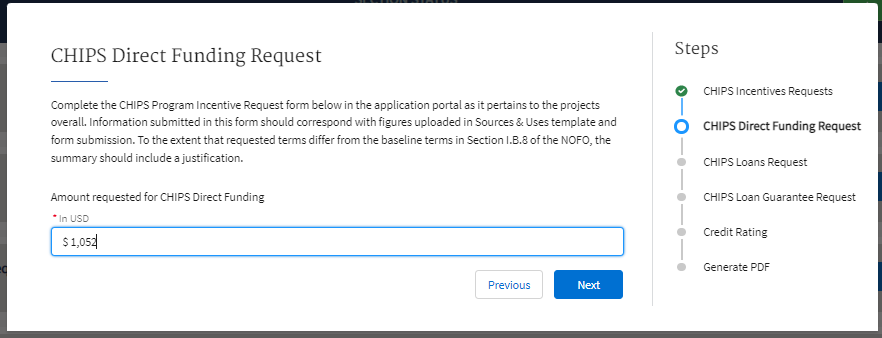 CHIPS Direct Funding Request
Complete the CHIPS Program Incentive Request form below in the application portal as it pertains to the projects
overall. Information submitted in this form should correspond with figures uploaded in Sources & Uses template and
form submission. To the extent that requested terms differ from the baseline terms in Section I.B.8 of the NOFO, the
summary should include a justification.
Amount requested for CHIPS Direct Funding
* In USD
$ 1,052
Previous
Next
Steps
CHIPS Incentives Requests
CHIPS Direct Funding Request
CHIPS Loans Request
CHIPS Loan Guarantee Request
Credit Rating
Generate PDF